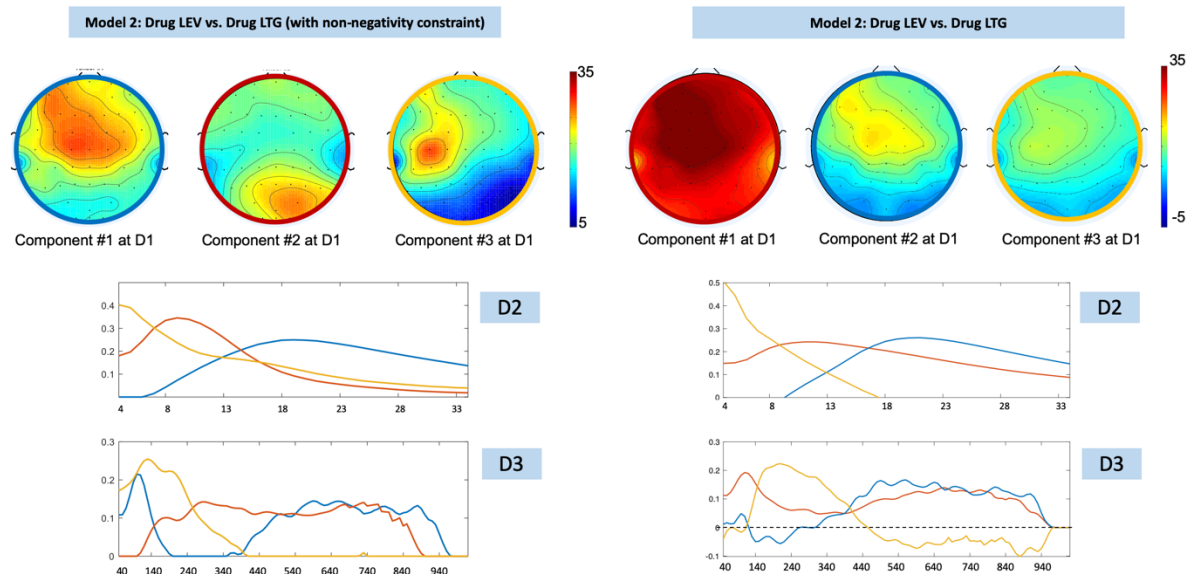 Model 2: Drug LEV vs. Drug LTG (with non-negativity constraint)
35
5
Component #1 at D1
Component #2 at D1
Component #3 at D1
D2
0.4
0.3
0.2
0.1
4 8 13 18 23 28 33
D3
0.3
0.2
0.1
0
40 140 240 340 440 540 640 740 840 940
Model 2: Drug LEV vs. Drug LTG
35
-5
Component #1 at D1
Component #2 at D1
Component #3 at D1
D2
0.5
0.4
0.3
0.2
0.1
4 8 13 18 23 28 33
D3
0.3
0.2
0.1
0
-0.1
40 140 240 340 440 540 640 740 840 940